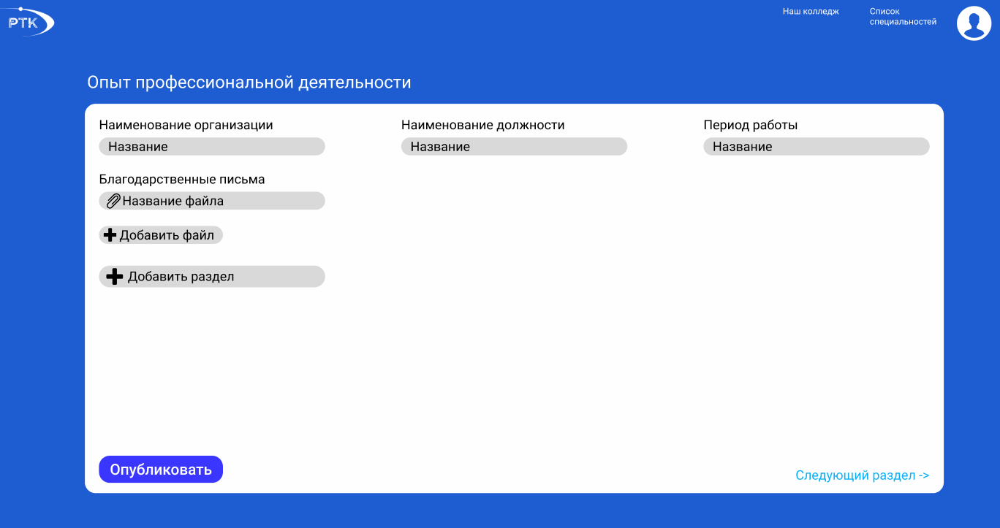 РТК
Наш колледж
Список
специальностей
Опыт профессиональной деятельности
Наименование организации
Название
Наименование должности
Название
Период работы
Название
Благодарственные письма
Название файла
Добавить файл
Добавить раздел
Опубликовать
Следующий раздел ->